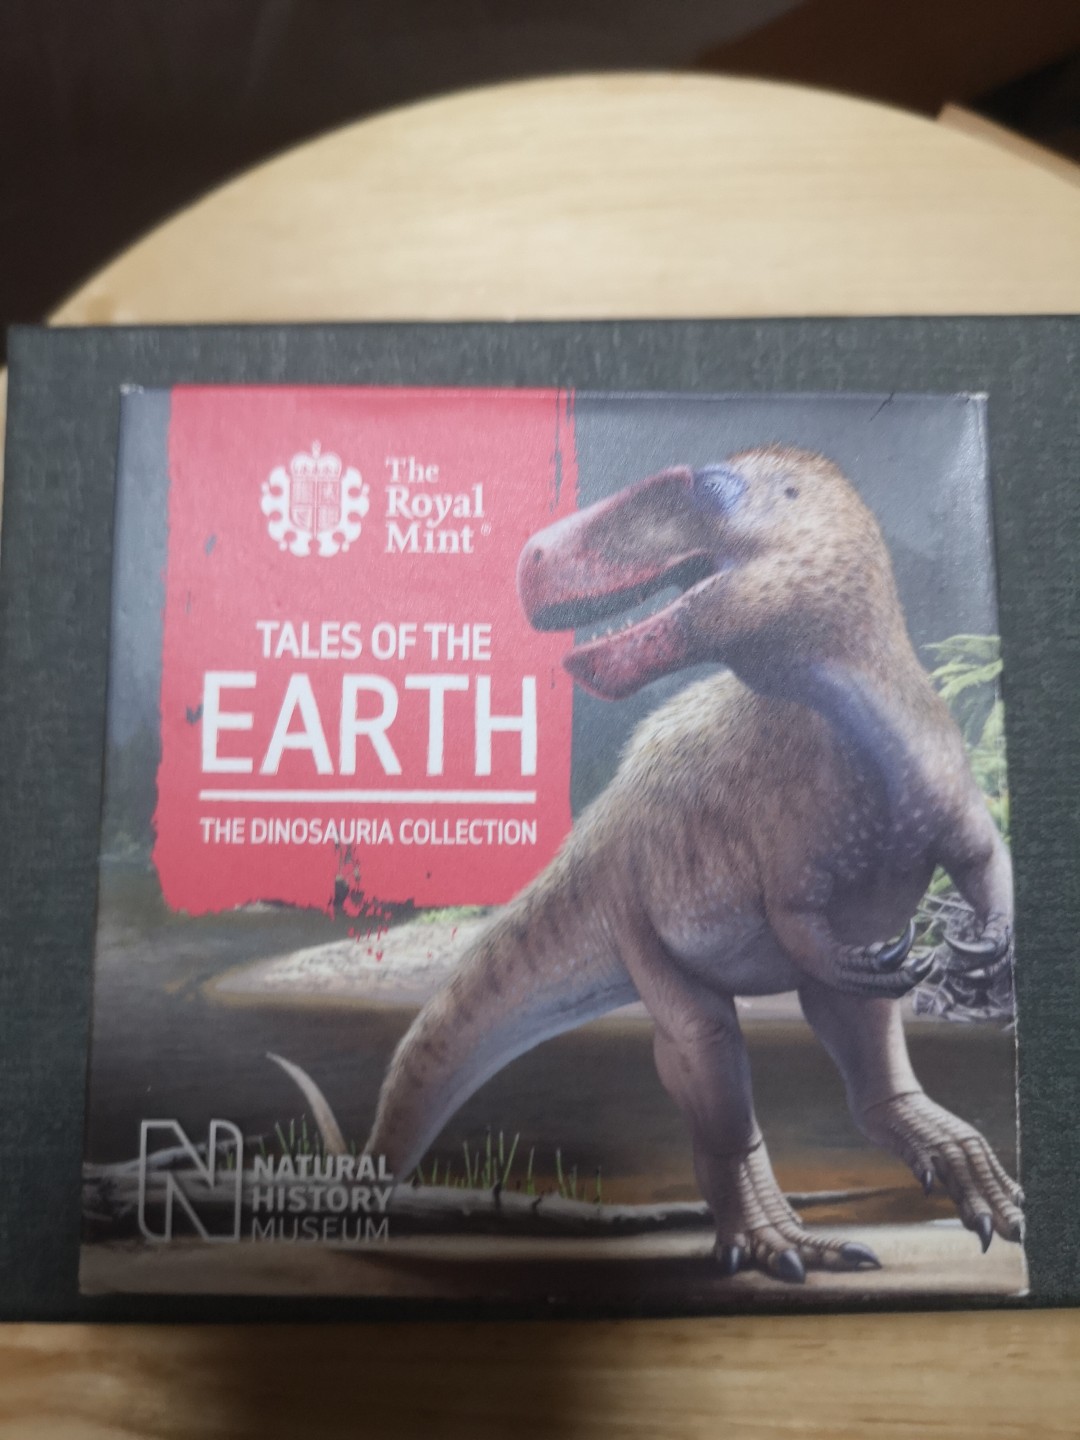 The
Royal
Mint®
TALES OF THE
EARTH
THE DINOSAURIA COLLECTION
N
NATURAL
HISTORY
MUSEUM